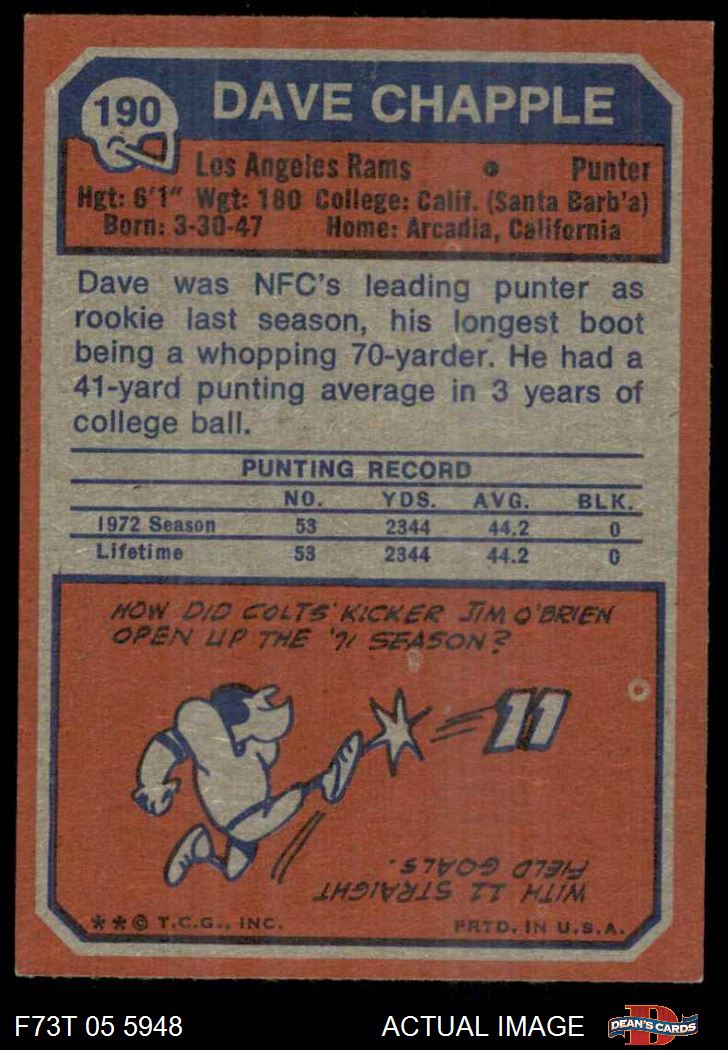 190
DAVE CHAPPLE
Los Angeles Rams • Punter
Hgt: 6'1" Wgt: 180 College: Calif. (Santa Barb'a)
Born: 3-30-47 Home: Arcadia, California
Dave was NFC's leading punter as
rookie last season, his longest boot
being a whopping 70-yarder. He had a
41-yard punting average in 3 years of
college ball.
PUNTING RECORD
NO. YDS. AVG. BLK.
1972 Season 53 2344 44.2 0
Lifetime 53 2344 44.2 0
HOW DID COLTS' KICKER JIM O'BRIEN
OPEN UP THE '71 SEASON?
11
WITH 11 STRAIGHT
FIELD GOALS.
**© T.C.G., INC. PRTD. IN U.S.A.
F73T 05 5948 ACTUAL IMAGE
D
DEAN'S CARDS